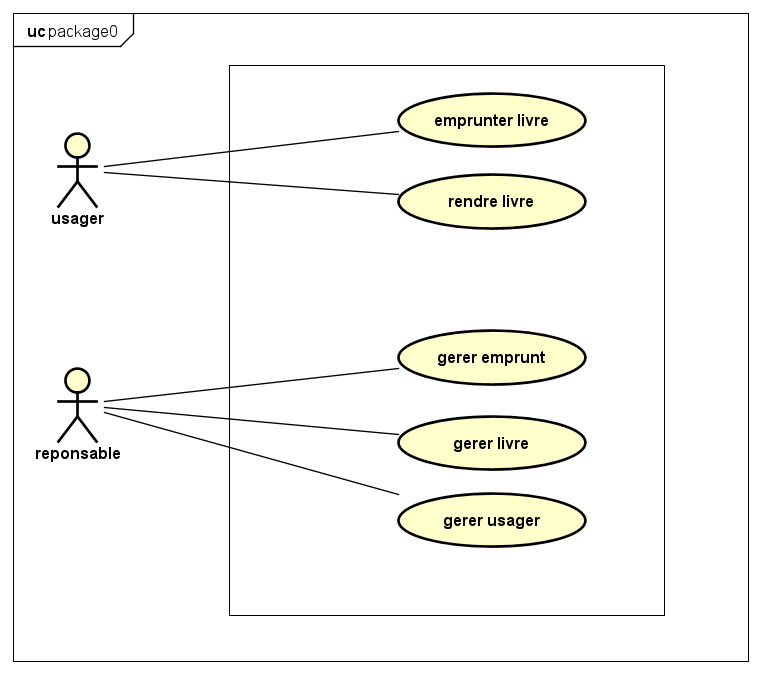 uc package0
emprunter livre
usager
rendre livre
gerer emprunt
reponsable
gerer livre
gerer usager